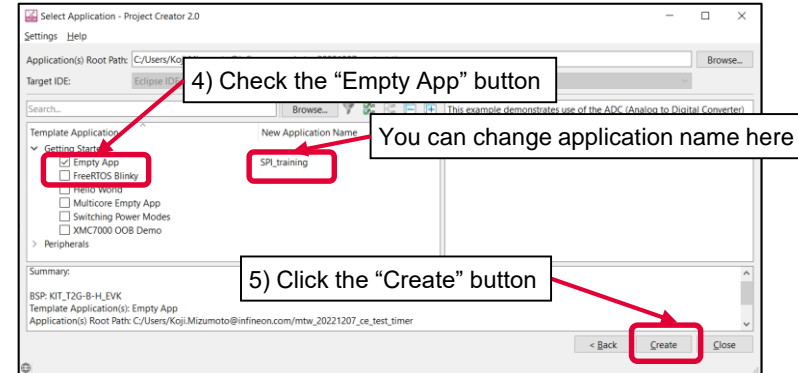 Select Application - Project Creator 2.0
Settings Help
Application(s) Root Path: C:/Users/Koji.Mizumoto@infineon.com/mtw_20221207_ce_test_timer Browse...
Target IDE: Eclipse IDE
4) Check the “Empty App” button
Search... Browse... This example demonstrates use of the ADC (Analog to Digital Converter)
Template Application New Application Name
You can change application name here
Getting Started
Empty App SPI_training
FreeRTOS Blinky
Hello World
Multicore Empty App
Switching Power Modes
XMC7000 OOB Demo
Peripherals
Summary:
5) Click the “Create” button
BSP: KIT_T2G-B-H_EVK
Template Application(s): Empty App
Application(s) Root Path: C:/Users/Koji.Mizumoto@infineon.com/mtw_20221207_ce_test_timer
< Back Create Close